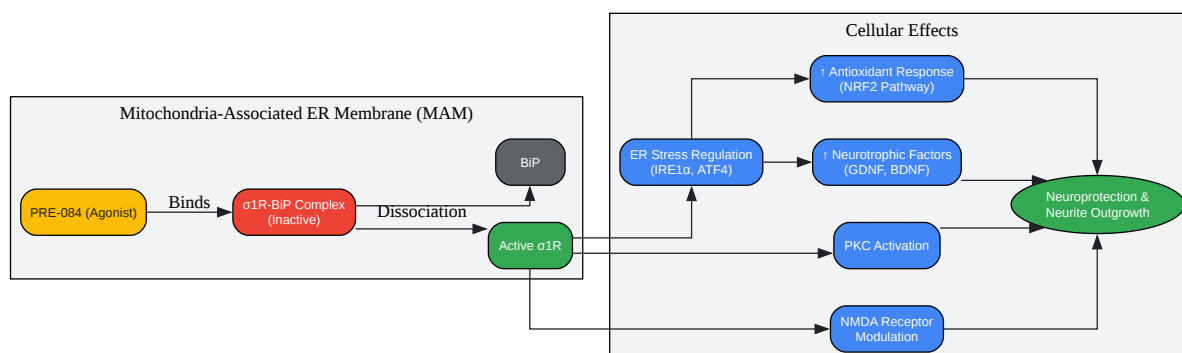 Mitochondria-Associated ER Membrane (MAM)
PRE-084 (Agonist)
Binds
σ1R-BiP Complex
(Inactive)
Dissociation
BiP
Active σ1R
Cellular Effects
↑ Antioxidant Response
(NRF2 Pathway)
ER Stress Regulation
(IRE1α, ATF4)
↑ Neurotrophic Factors
(GDNF, BDNF)
PKC Activation
NMDA Receptor
Modulation
Neuroprotection &
Neurite Outgrowth